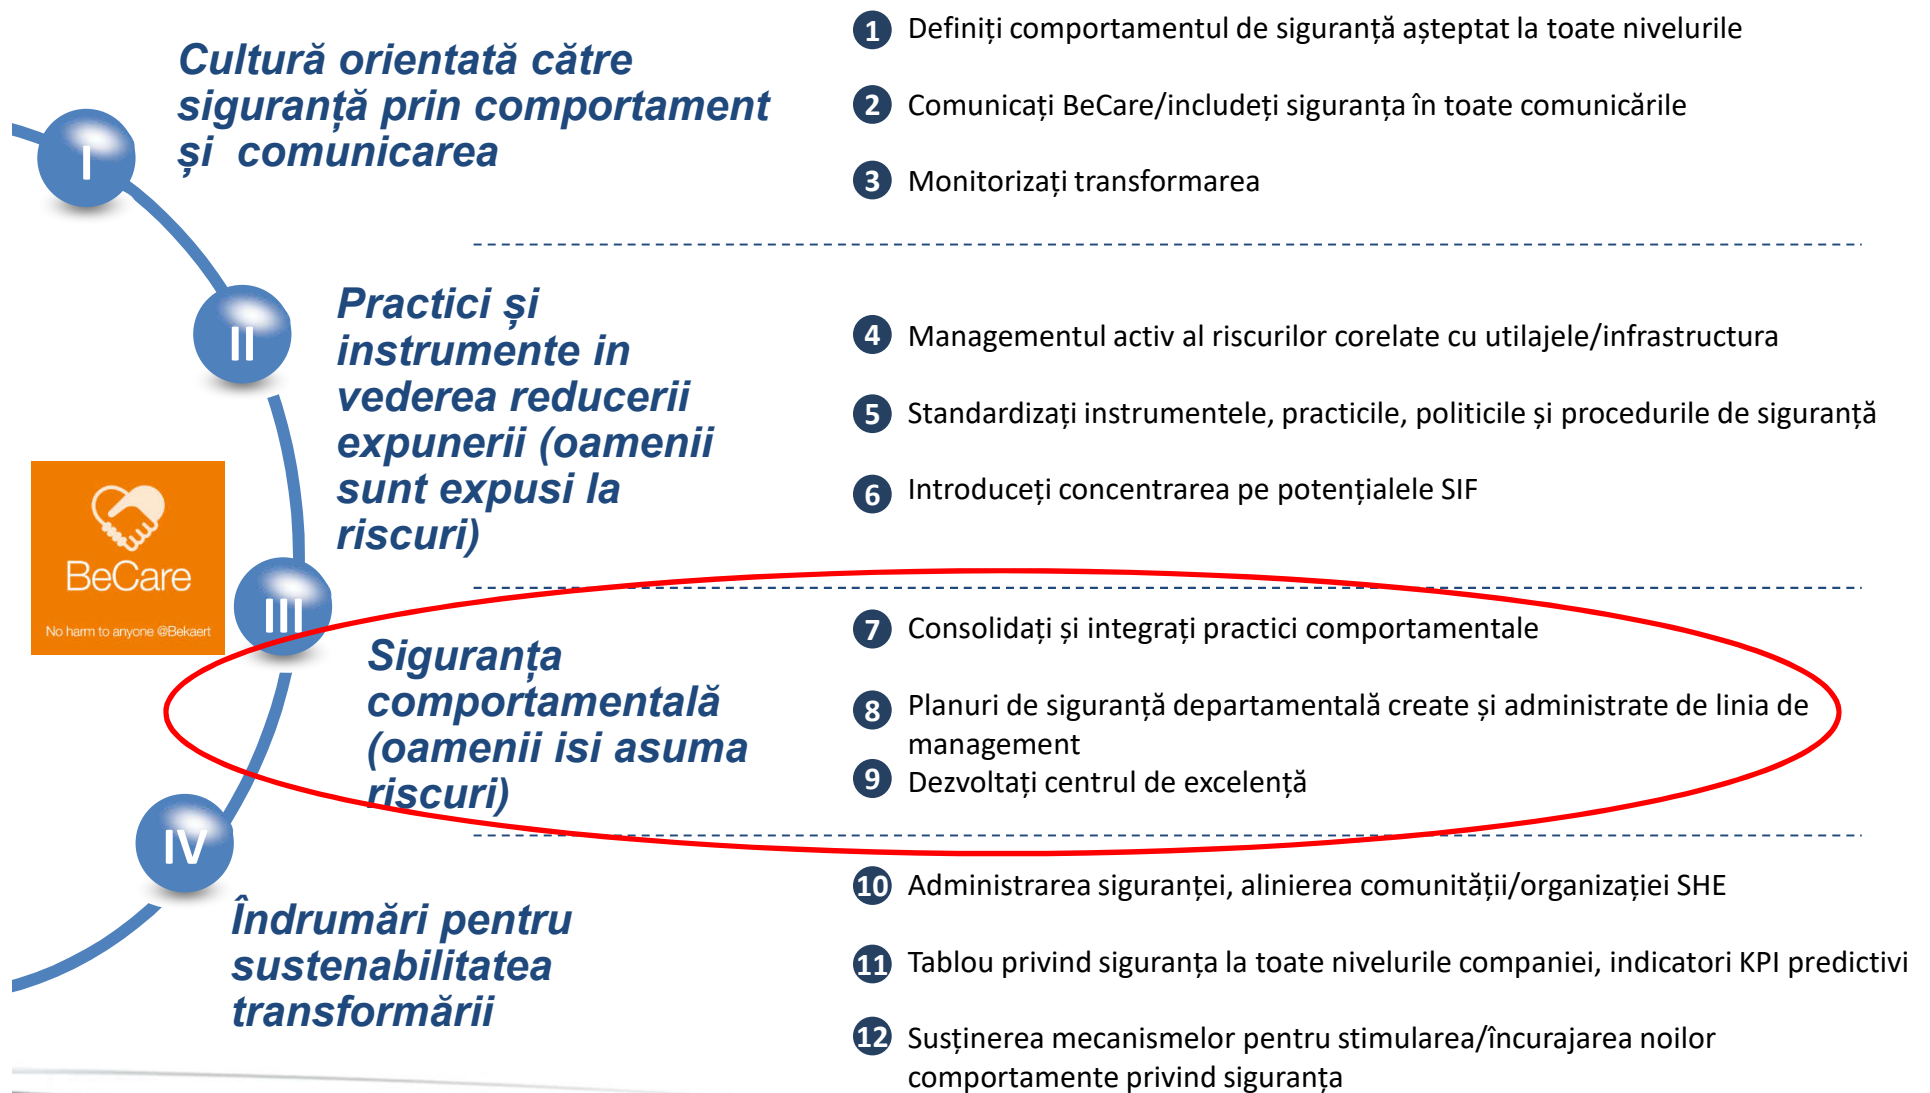 I
Cultură orientată către
siguranță prin comportament
și  comunicarea
1 Definiți comportamentul de siguranță așteptat la toate nivelurile
2 Comunicați BeCare/includeți siguranța în toate comunicările
3 Monitorizați transformarea
II
Practici și
instrumente in
vederea reducerii
expunerii (oamenii
sunt expusi la
riscuri)
4 Managementul activ al riscurilor corelate cu utilajele/infrastructura
5 Standardizați instrumentele, practicile, politicile și procedurile de siguranță
6 Introduceți concentrarea pe potențialele SIF
BeCare
No harm to anyone @Bekaert
III
Siguranța
comportamentală
(oamenii isi asuma
riscuri)
7 Consolidați și integrați practici comportamentale
8 Planuri de siguranță departamentală create și administrate de linia de
management
9 Dezvoltați centrul de excelență
IV
Îndrumări pentru
sustenabilitatea
transformării
10 Administrarea siguranței, alinierea comunității/organizației SHE
11 Tablou privind siguranța la toate nivelurile companiei, indicatori KPI predictivi
12 Susținerea mecanismelor pentru stimularea/încurajarea noilor
comportamente privind siguranța